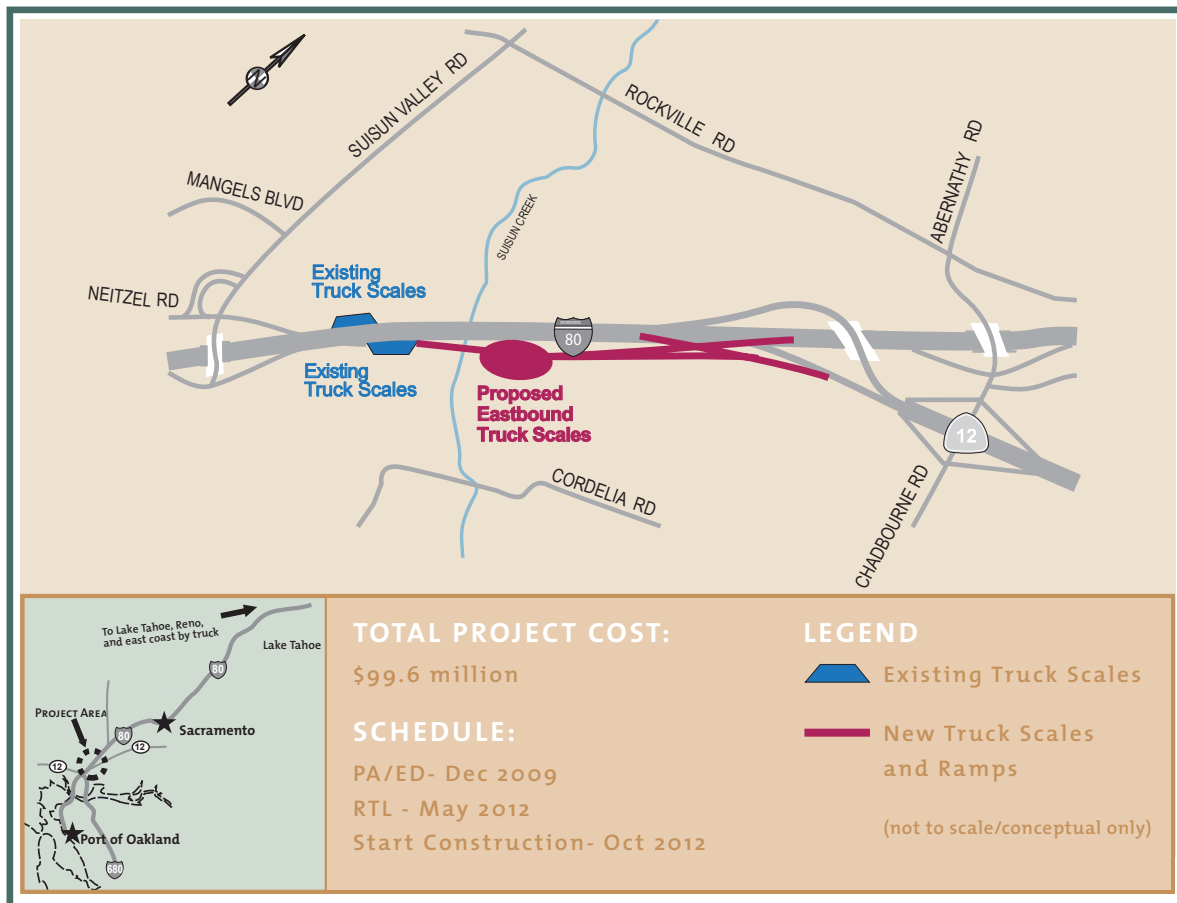 N
SUISUN VALLEY RD
ROCKVILLE RD
ABERNATHY RD
MANGELS BLVD
SUISUN CREEK
NEITZEL RD
Existing
Truck Scales
80
Existing
Truck Scales
Proposed
Eastbound
Truck Scales
12
CORDELIA RD
CHADBOURNE RD
To Lake Tahoe, Reno,
and east coast by truck
Lake Tahoe
80
PROJECT AREA
Sacramento
80
12
12
Port of Oakland
680
TOTAL PROJECT COST:
$99.6 million
SCHEDULE:
PA/ED- Dec 2009
RTL - May 2012
Start Construction- Oct 2012
LEGEND
Existing Truck Scales
New Truck Scales
and Ramps
(not to scale/conceptual only)